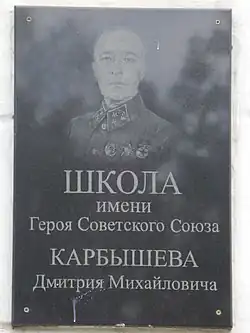 ШКОЛА
имени
Героя Советского Союза
КАРБЫШЕВА
Дмитрия Михайловича